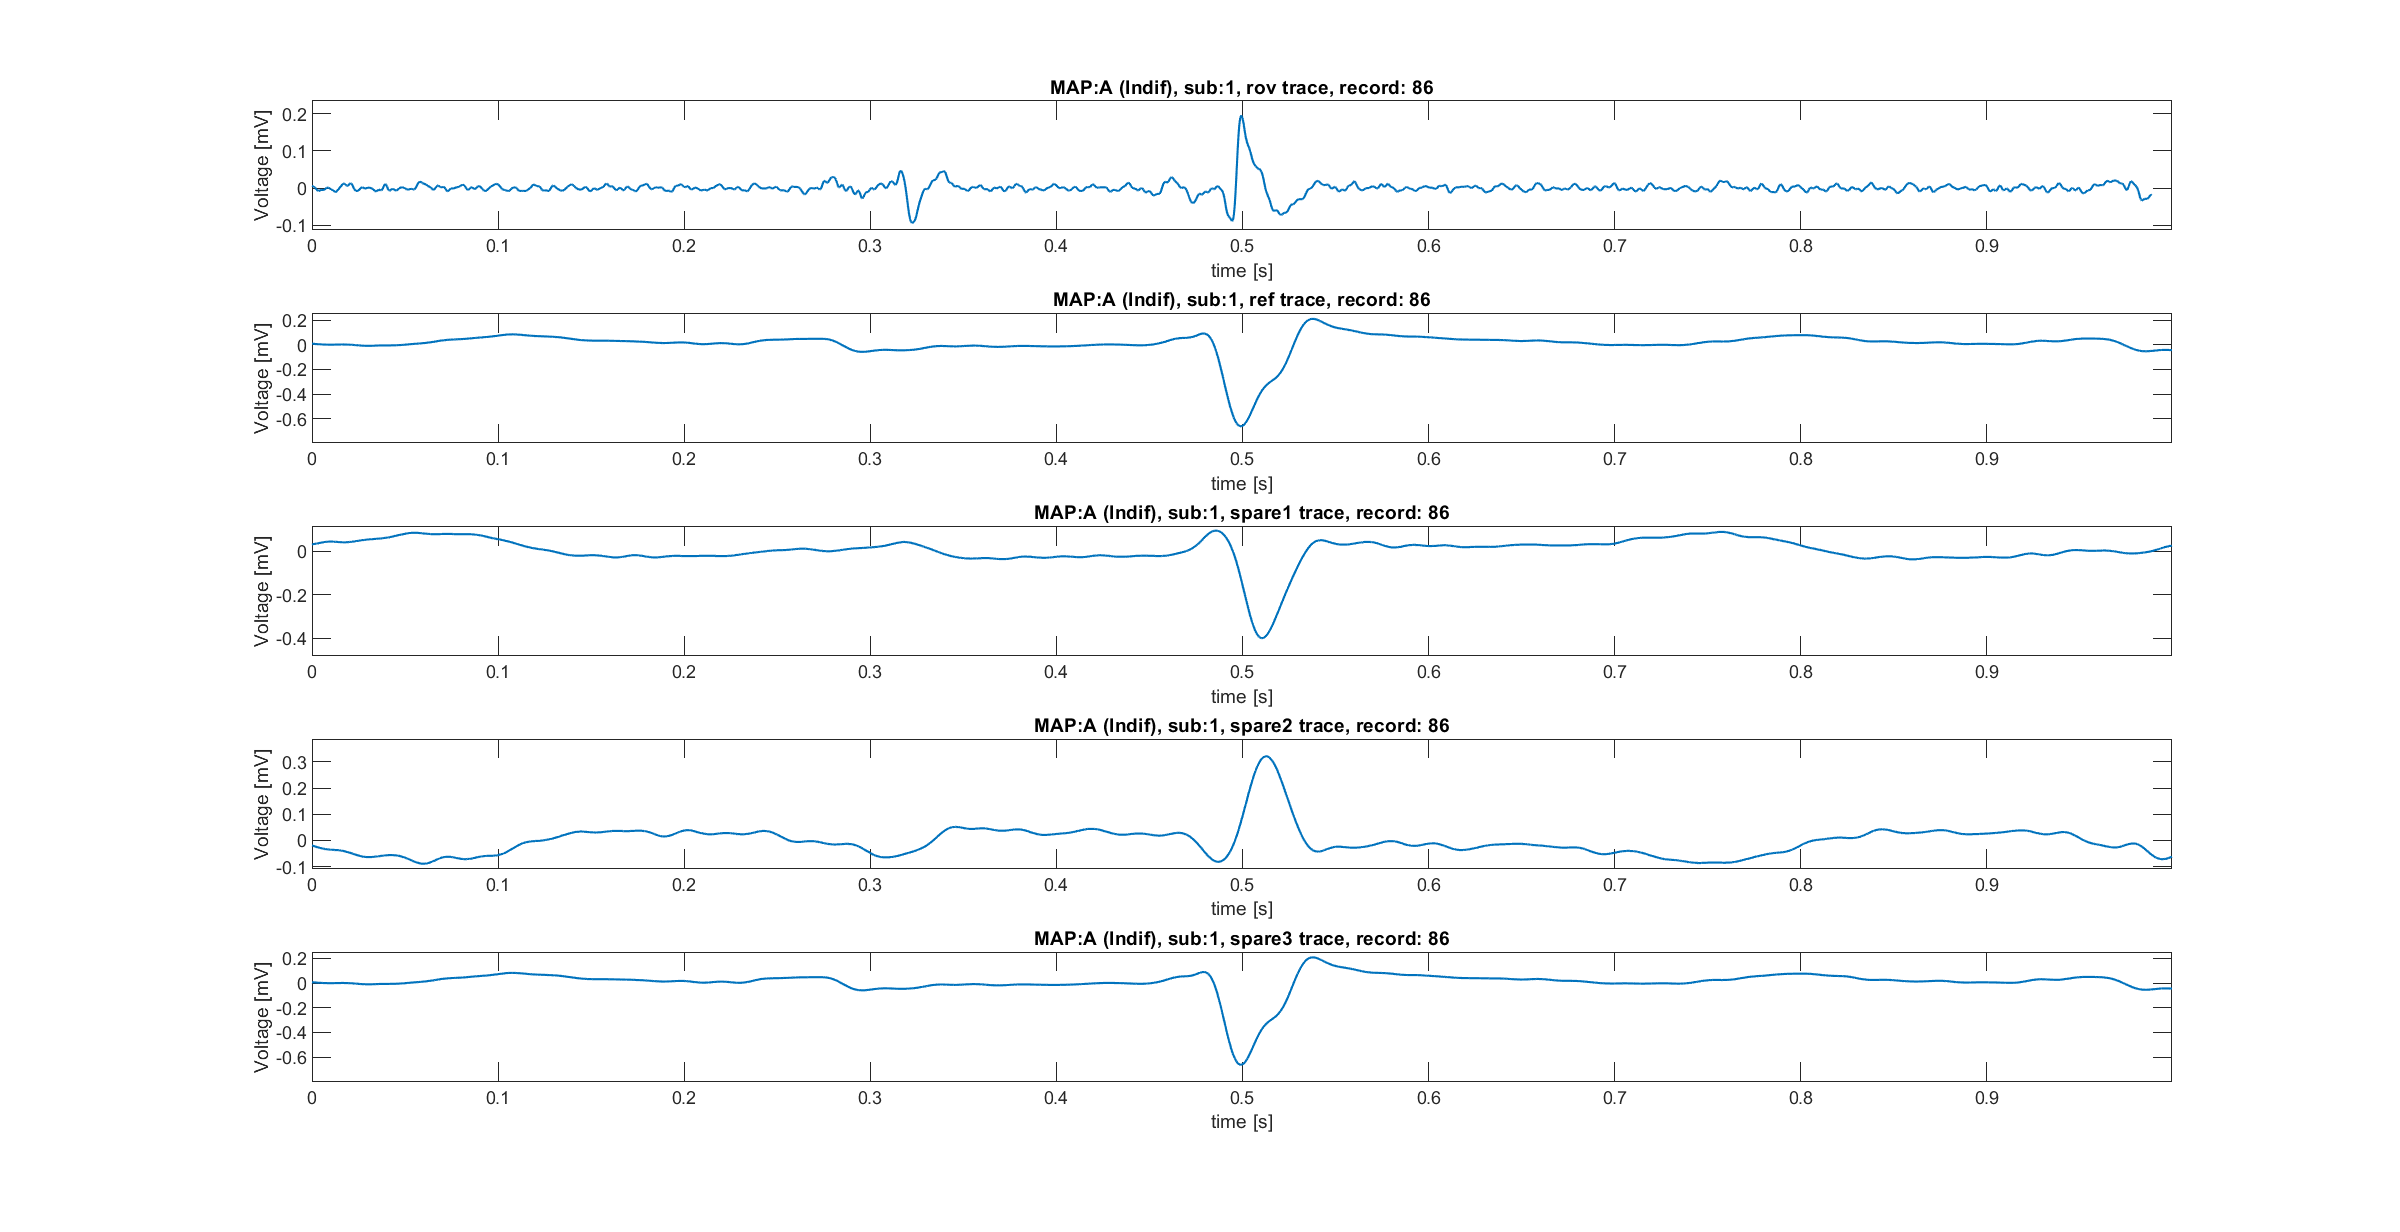 MAP:A (Indif), sub:1, rov trace, record: 86
Voltage [mV]
0.2
0.1
0
-0.1
0 0.1 0.2 0.3 0.4 0.5 0.6 0.7 0.8 0.9
time [s]
MAP:A (Indif), sub:1, ref trace, record: 86
Voltage [mV]
0.2
0
-0.2
-0.4
-0.6
0 0.1 0.2 0.3 0.4 0.5 0.6 0.7 0.8 0.9
time [s]
MAP:A (Indif), sub:1, spare1 trace, record: 86
Voltage [mV]
0
-0.2
-0.4
0 0.1 0.2 0.3 0.4 0.5 0.6 0.7 0.8 0.9
time [s]
MAP:A (Indif), sub:1, spare2 trace, record: 86
Voltage [mV]
0.3
0.2
0.1
0
-0.1
0 0.1 0.2 0.3 0.4 0.5 0.6 0.7 0.8 0.9
time [s]
MAP:A (Indif), sub:1, spare3 trace, record: 86
Voltage [mV]
0.2
0
-0.2
-0.4
-0.6
0 0.1 0.2 0.3 0.4 0.5 0.6 0.7 0.8 0.9
time [s]